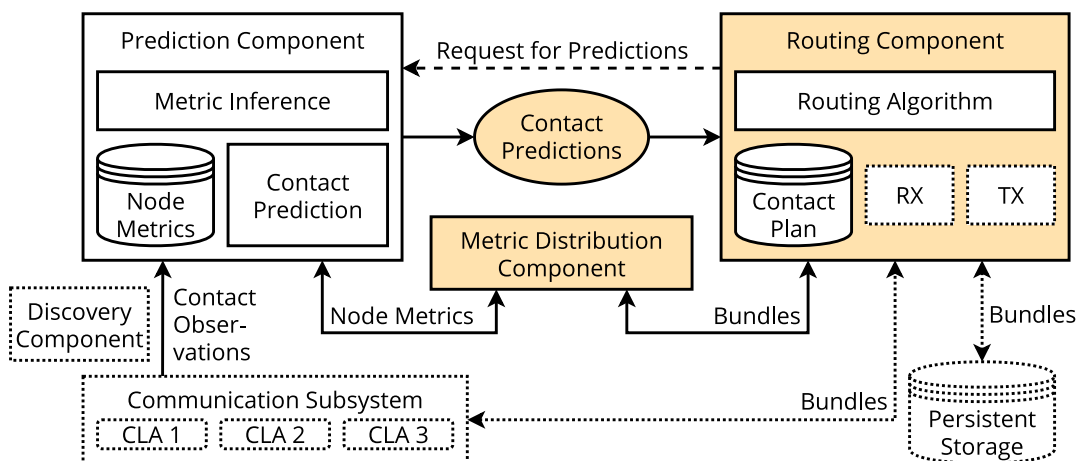 Prediction Component
Metric Inference
Node
Metrics
Contact
Prediction
Request for Predictions
Contact
Predictions
Routing Component
Routing Algorithm
Contact
Plan
RX
TX
Metric Distribution
Component
Discovery
Component
Contact
Obser-
vations
Node Metrics
Bundles
Bundles
Communication Subsystem
CLA 1
CLA 2
CLA 3
Bundles
Persistent
Storage